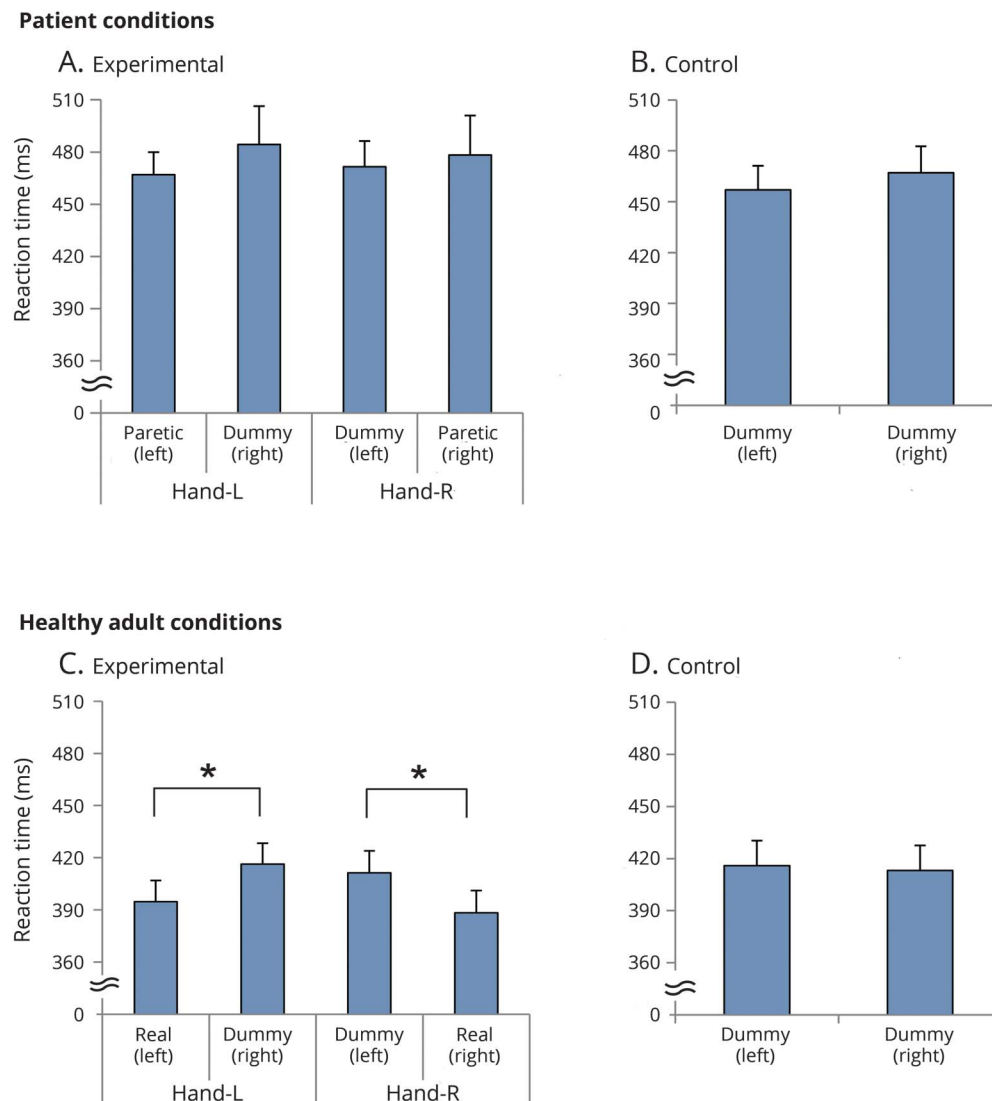 Patient conditions
A. Experimental
B. Control
Reaction time (ms)
510
480
450
420
390
360
0
Paretic
(left)
Dummy
(right)
Dummy
(left)
Paretic
(right)
Hand-L
Hand-R
510
480
450
420
390
360
0
Dummy
(left)
Dummy
(right)
Healthy adult conditions
C. Experimental
D. Control
Reaction time (ms)
510
480
450
420
390
360
0
*
*
Real
(left)
Dummy
(right)
Dummy
(left)
Real
(right)
Hand-L
Hand-R
510
480
450
420
390
360
0
Dummy
(left)
Dummy
(right)